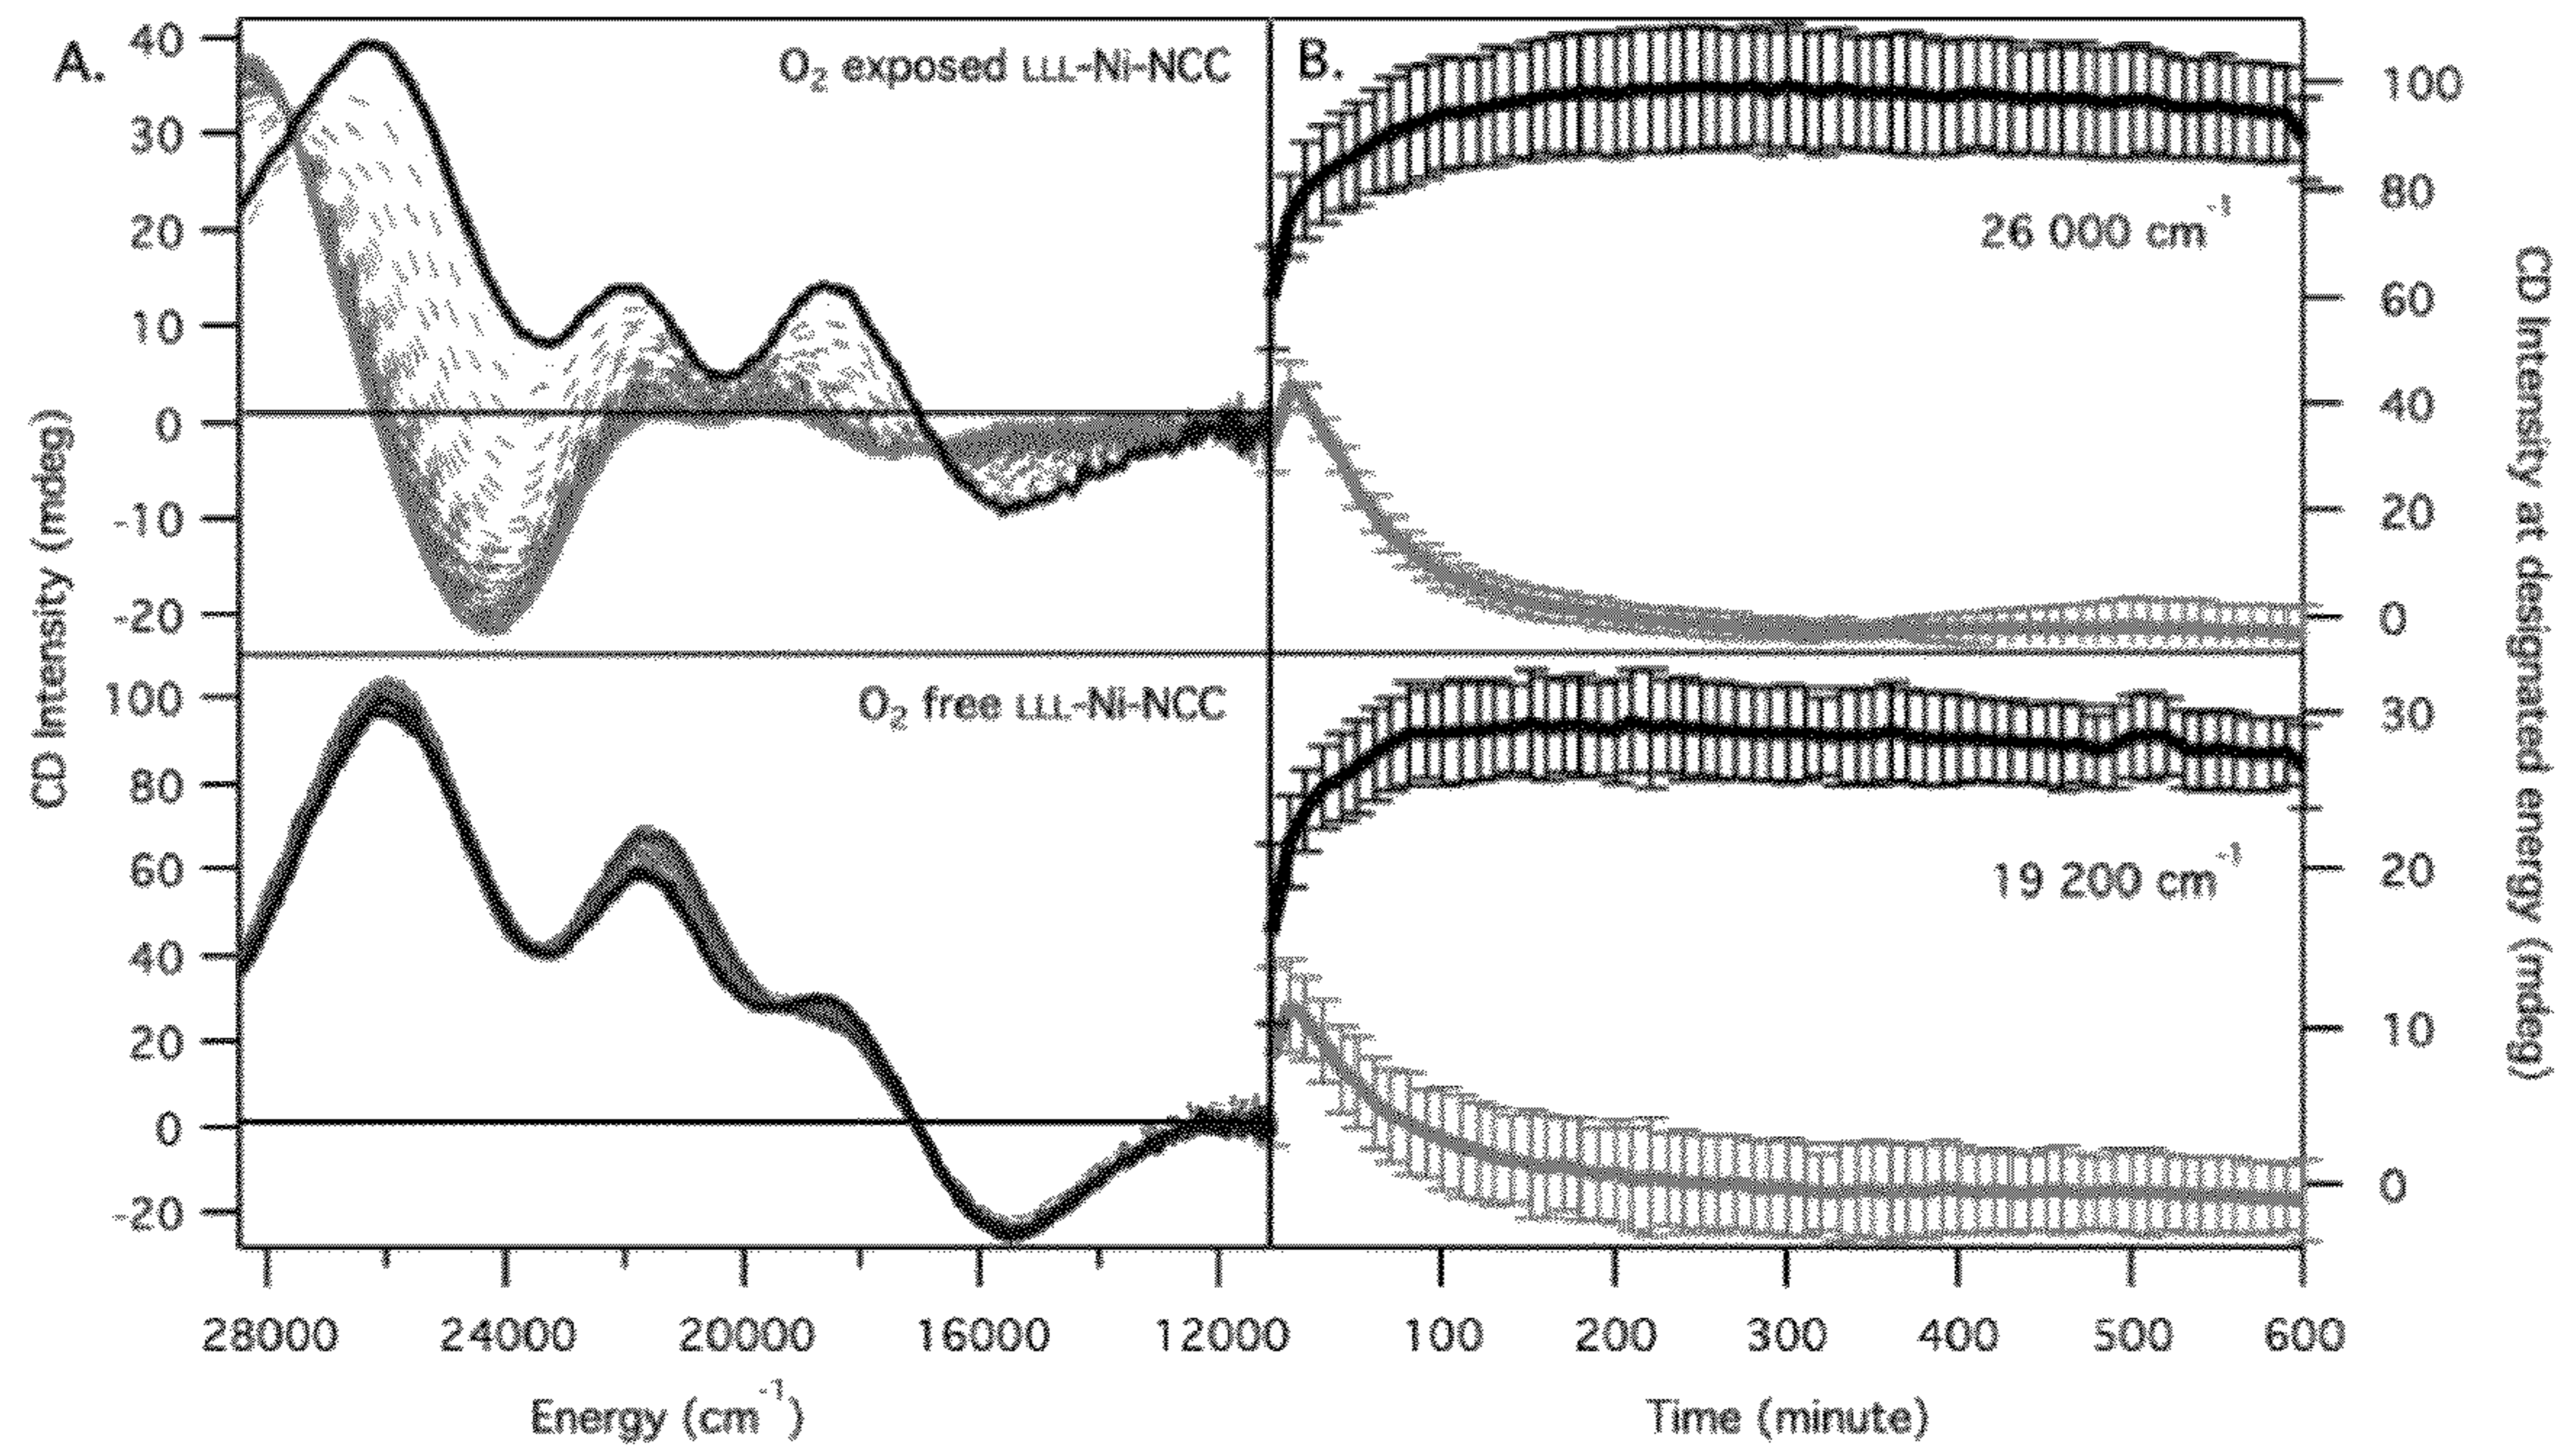 A.
O2 exposed LLL-Ni-NCC
40
30
20
10
0
-10
-20
O2 free LLL-Ni-NCC
100
80
60
40
20
0
-20
CD Intensity (mdeg)
28000 24000 20000 16000 12000
Energy (cm-1)
B.
26 000 cm-1
100
80
60
40
20
0
19 200 cm-1
30
20
10
0
CD Intensity at designated energy (mdeg)
100 200 300 400 500 600
Time (minute)